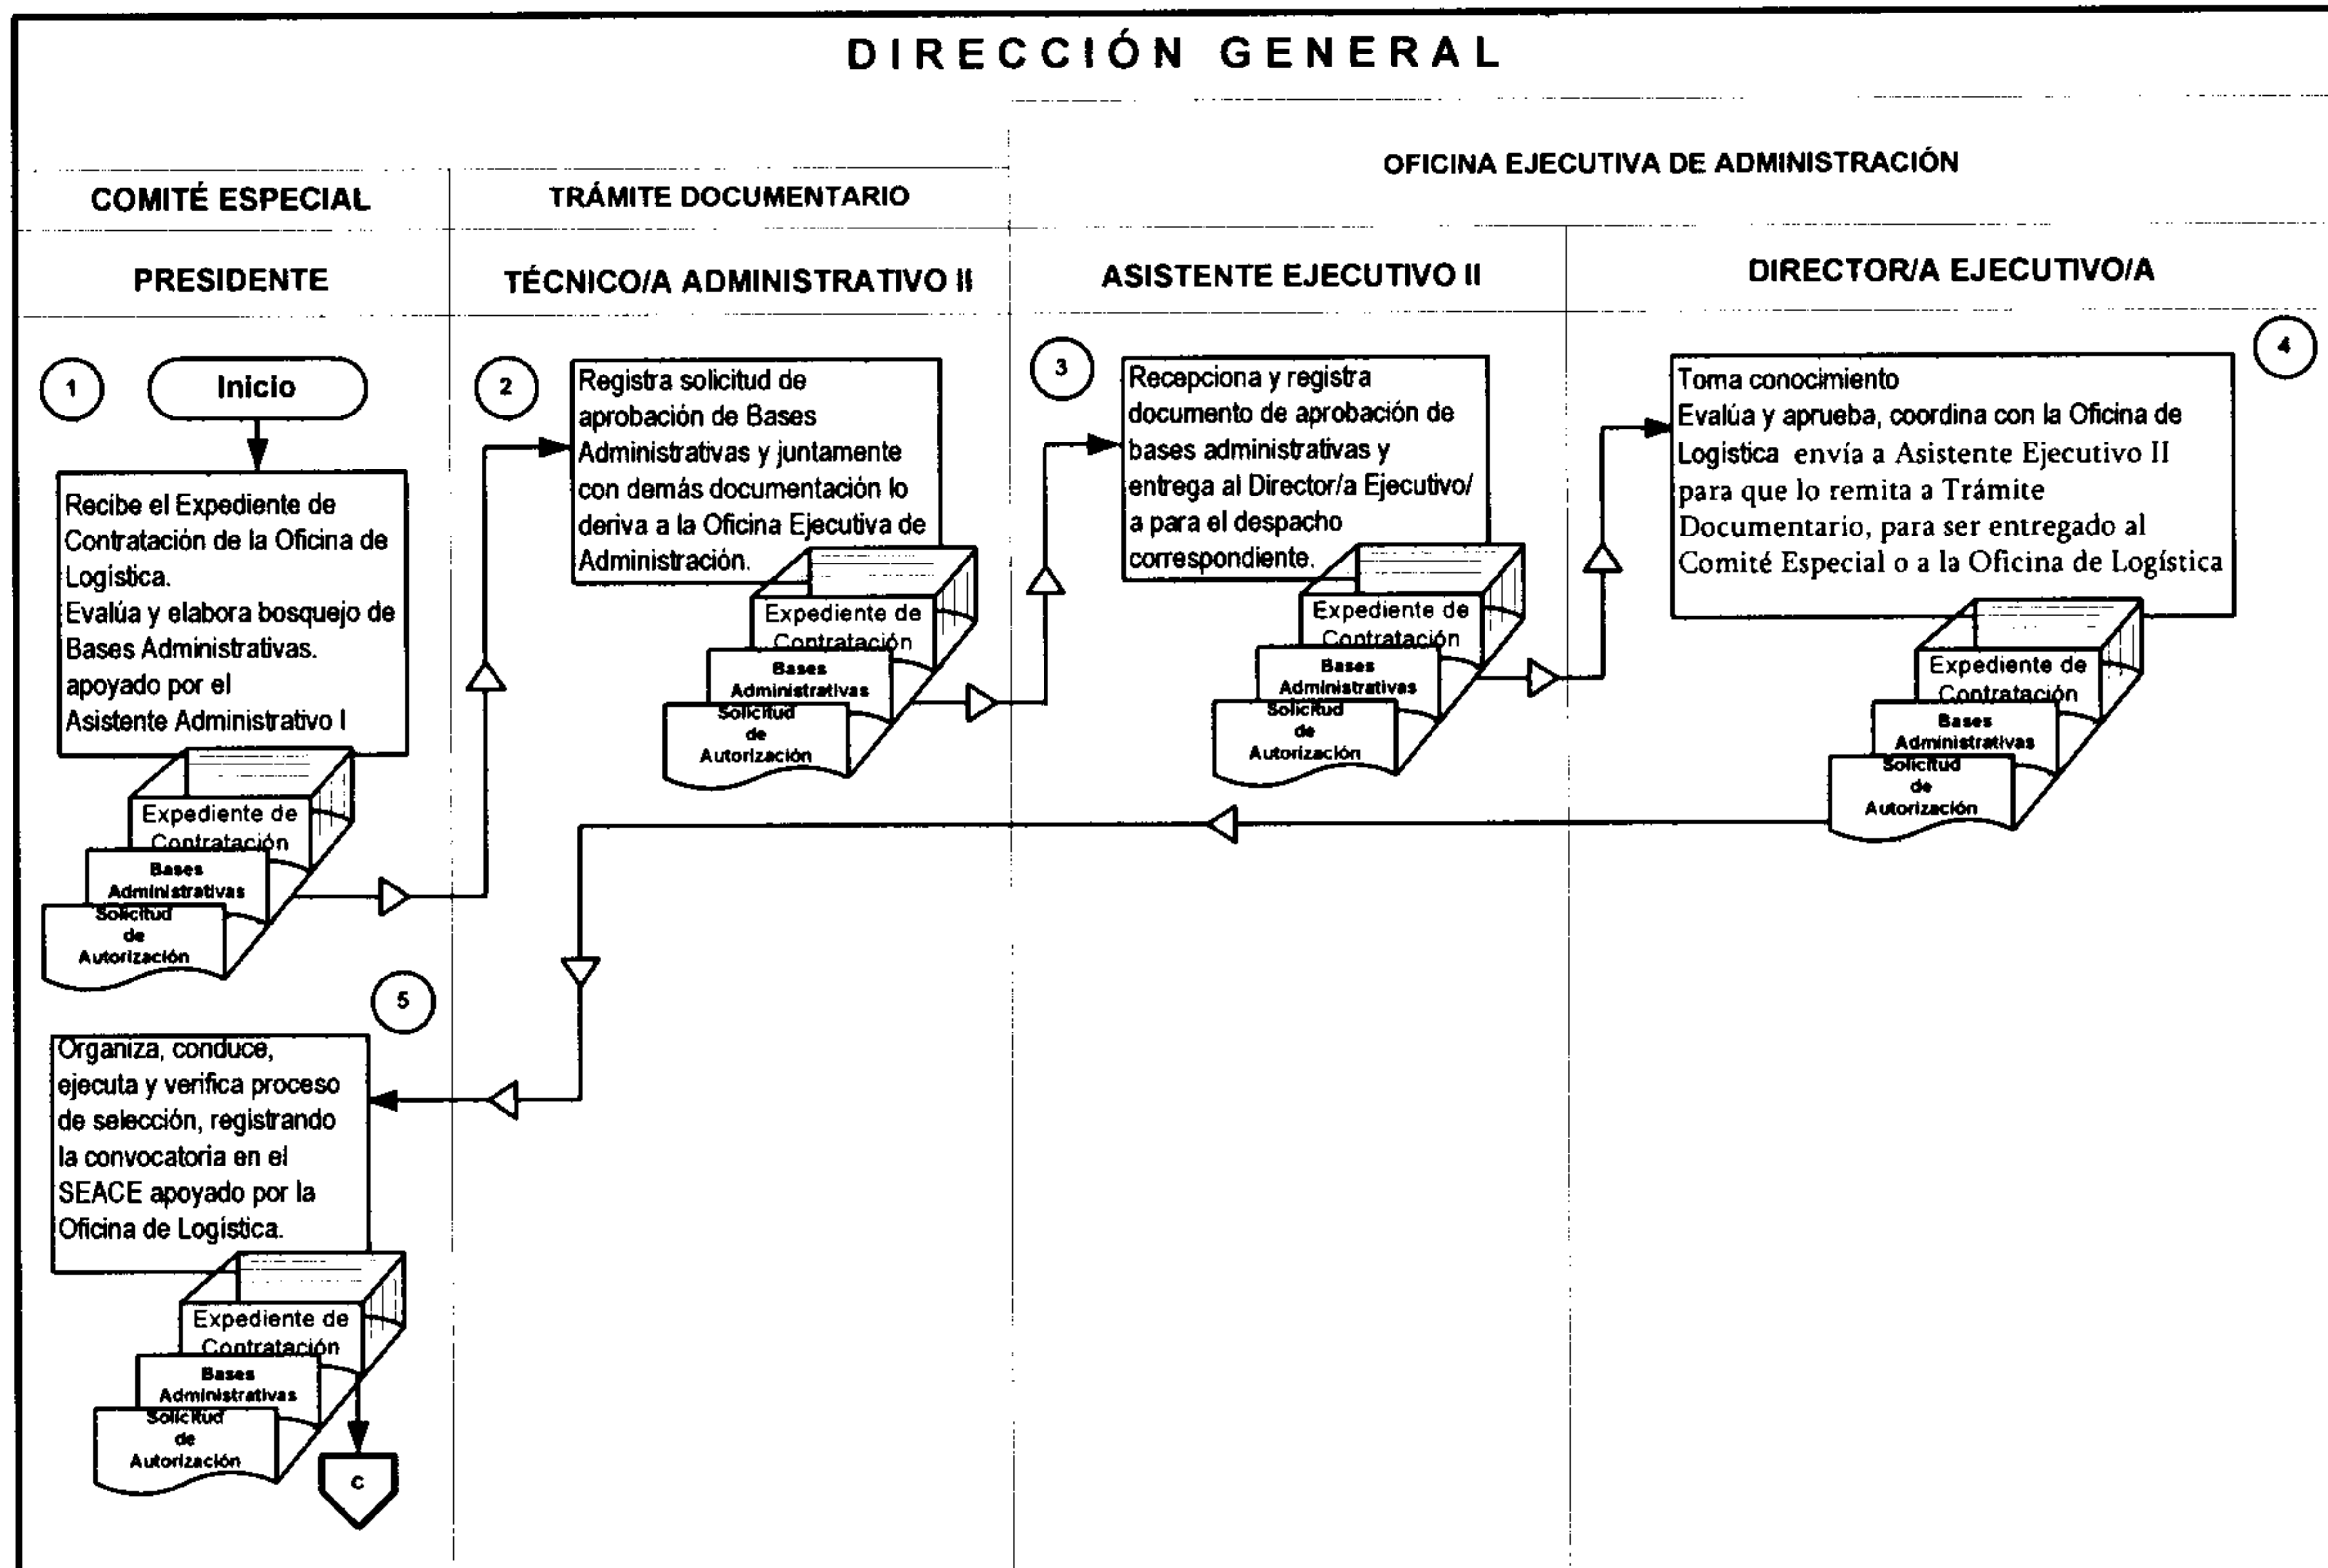 DIRECCIÓN GENERAL
OFICINA EJECUTIVA DE ADMINISTRACIÓN
COMITÉ ESPECIAL
TRÁMITE DOCUMENTARIO
PRESIDENTE
TÉCNICO/A ADMINISTRATIVO II
ASISTENTE EJECUTIVO II
DIRECTOR/A EJECUTIVO/A
1
Inicio
Recibe el Expediente de
Contratación de la Oficina de
Logística.
Evalúa y elabora bosquejo de
Bases Administrativas.
apoyado por el
Asistente Administrativo I
Expediente de
Contratación
Bases
Administrativas
Solicitud
de
Autorización
2
Registra solicitud de
aprobación de Bases
Administrativas y juntamente
con demás documentación lo
deriva a la Oficina Ejecutiva de
Administración.
Expediente de
Contratación
Bases
Administrativas
Solicitud
de
Autorización
3
Recepciona y registra
documento de aprobación de
bases administrativas y
entrega al Director/a Ejecutivo/
a para el despacho
correspondiente.
Expediente de
Contratación
Bases
Administrativas
Solicitud
de
Autorización
4
Toma conocimiento
Evalúa y aprueba, coordina con la Oficina de
Logística envía a Asistente Ejecutivo II
para que lo remita a Trámite
Documentario, para ser entregado al
Comité Especial o a la Oficina de Logística
Expediente de
Contratación
Bases
Administrativas
Solicitud
de
Autorización
5
Organiza, conduce,
ejecuta y verifica proceso
de selección, registrando
la convocatoria en el
SEACE apoyado por la
Oficina de Logística.
Expediente de
Contratación
Bases
Administrativas
Solicitud
de
Autorización
C